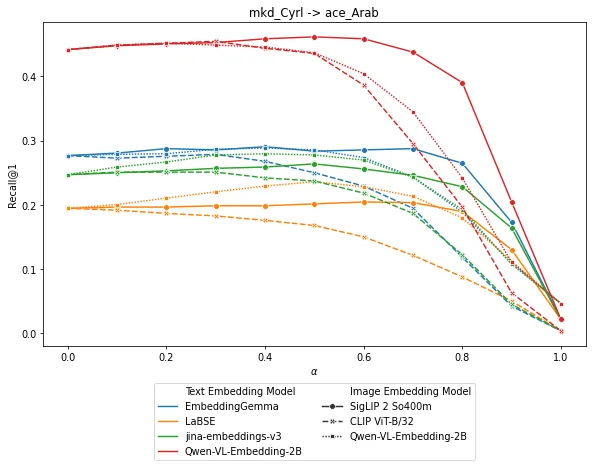 mkd_Cyrl -> ace_Arab
Recall@1
0.4
0.3
0.2
0.1
0.0
0.0 0.2 0.4 0.6 0.8 1.0
α
Text Embedding Model Image Embedding Model
EmbeddingGemma SigLIP 2 So400m
LaBSE CLIP ViT-B/32
jina-embeddings-v3 Qwen-VL-Embedding-2B
Qwen-VL-Embedding-2B